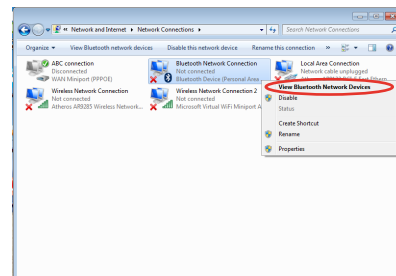 « Network and Internet ▸ Network Connections ▸
Search Network Connections
Organize ▾ View Bluetooth network devices Disable this network device Rename this connection »
ABC connection
Disconnected
WAN Miniport (PPPOE)
Bluetooth Network Connection
Not connected
Bluetooth Device (Personal Area ...
Local Area Connection
Network cable unplugged
Wireless Network Connection
Not connected
Atheros AR9285 Wireless Network...
Wireless Network Connection 2
Not connected
Microsoft Virtual WiFi Miniport A
View Bluetooth Network Devices
Disable
Status
Create Shortcut
Rename
Properties